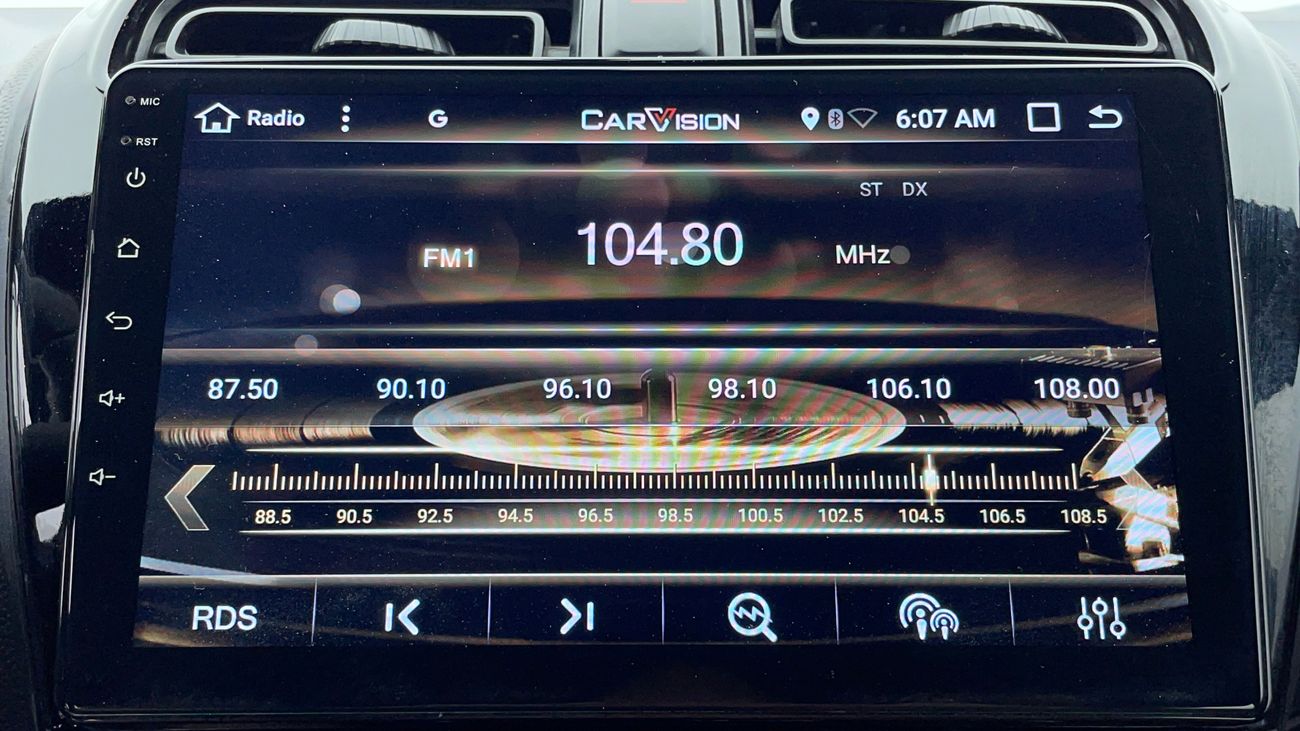 MIC
RST
Radio G CARVISION 6:07 AM
ST DX
FM1 104.80 MHz
87.50 90.10 96.10 98.10 106.10 108.00
88.5 90.5 92.5 94.5 96.5 98.5 100.5 102.5 104.5 106.5 108.5
RDS